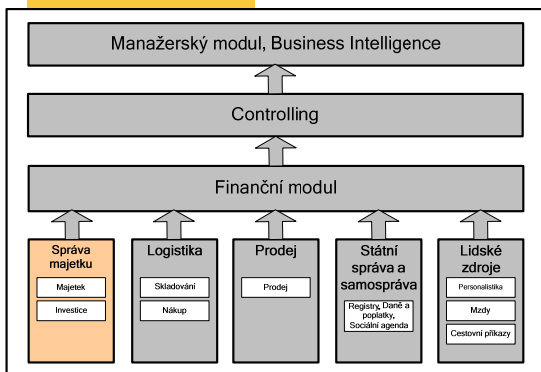 Manažerský modul, Business Intelligence
Controlling
Finanční modul
Správa
majetku
Majetek
Investice
Logistika
Skladování
Nákup
Prodej
Prodej
Státní
správa a
samospráva
Registry, Daně a
poplatky,
Sociální agenda
Lidské
zdroje
Personalistika
Mzdy
Cestovní příkazy